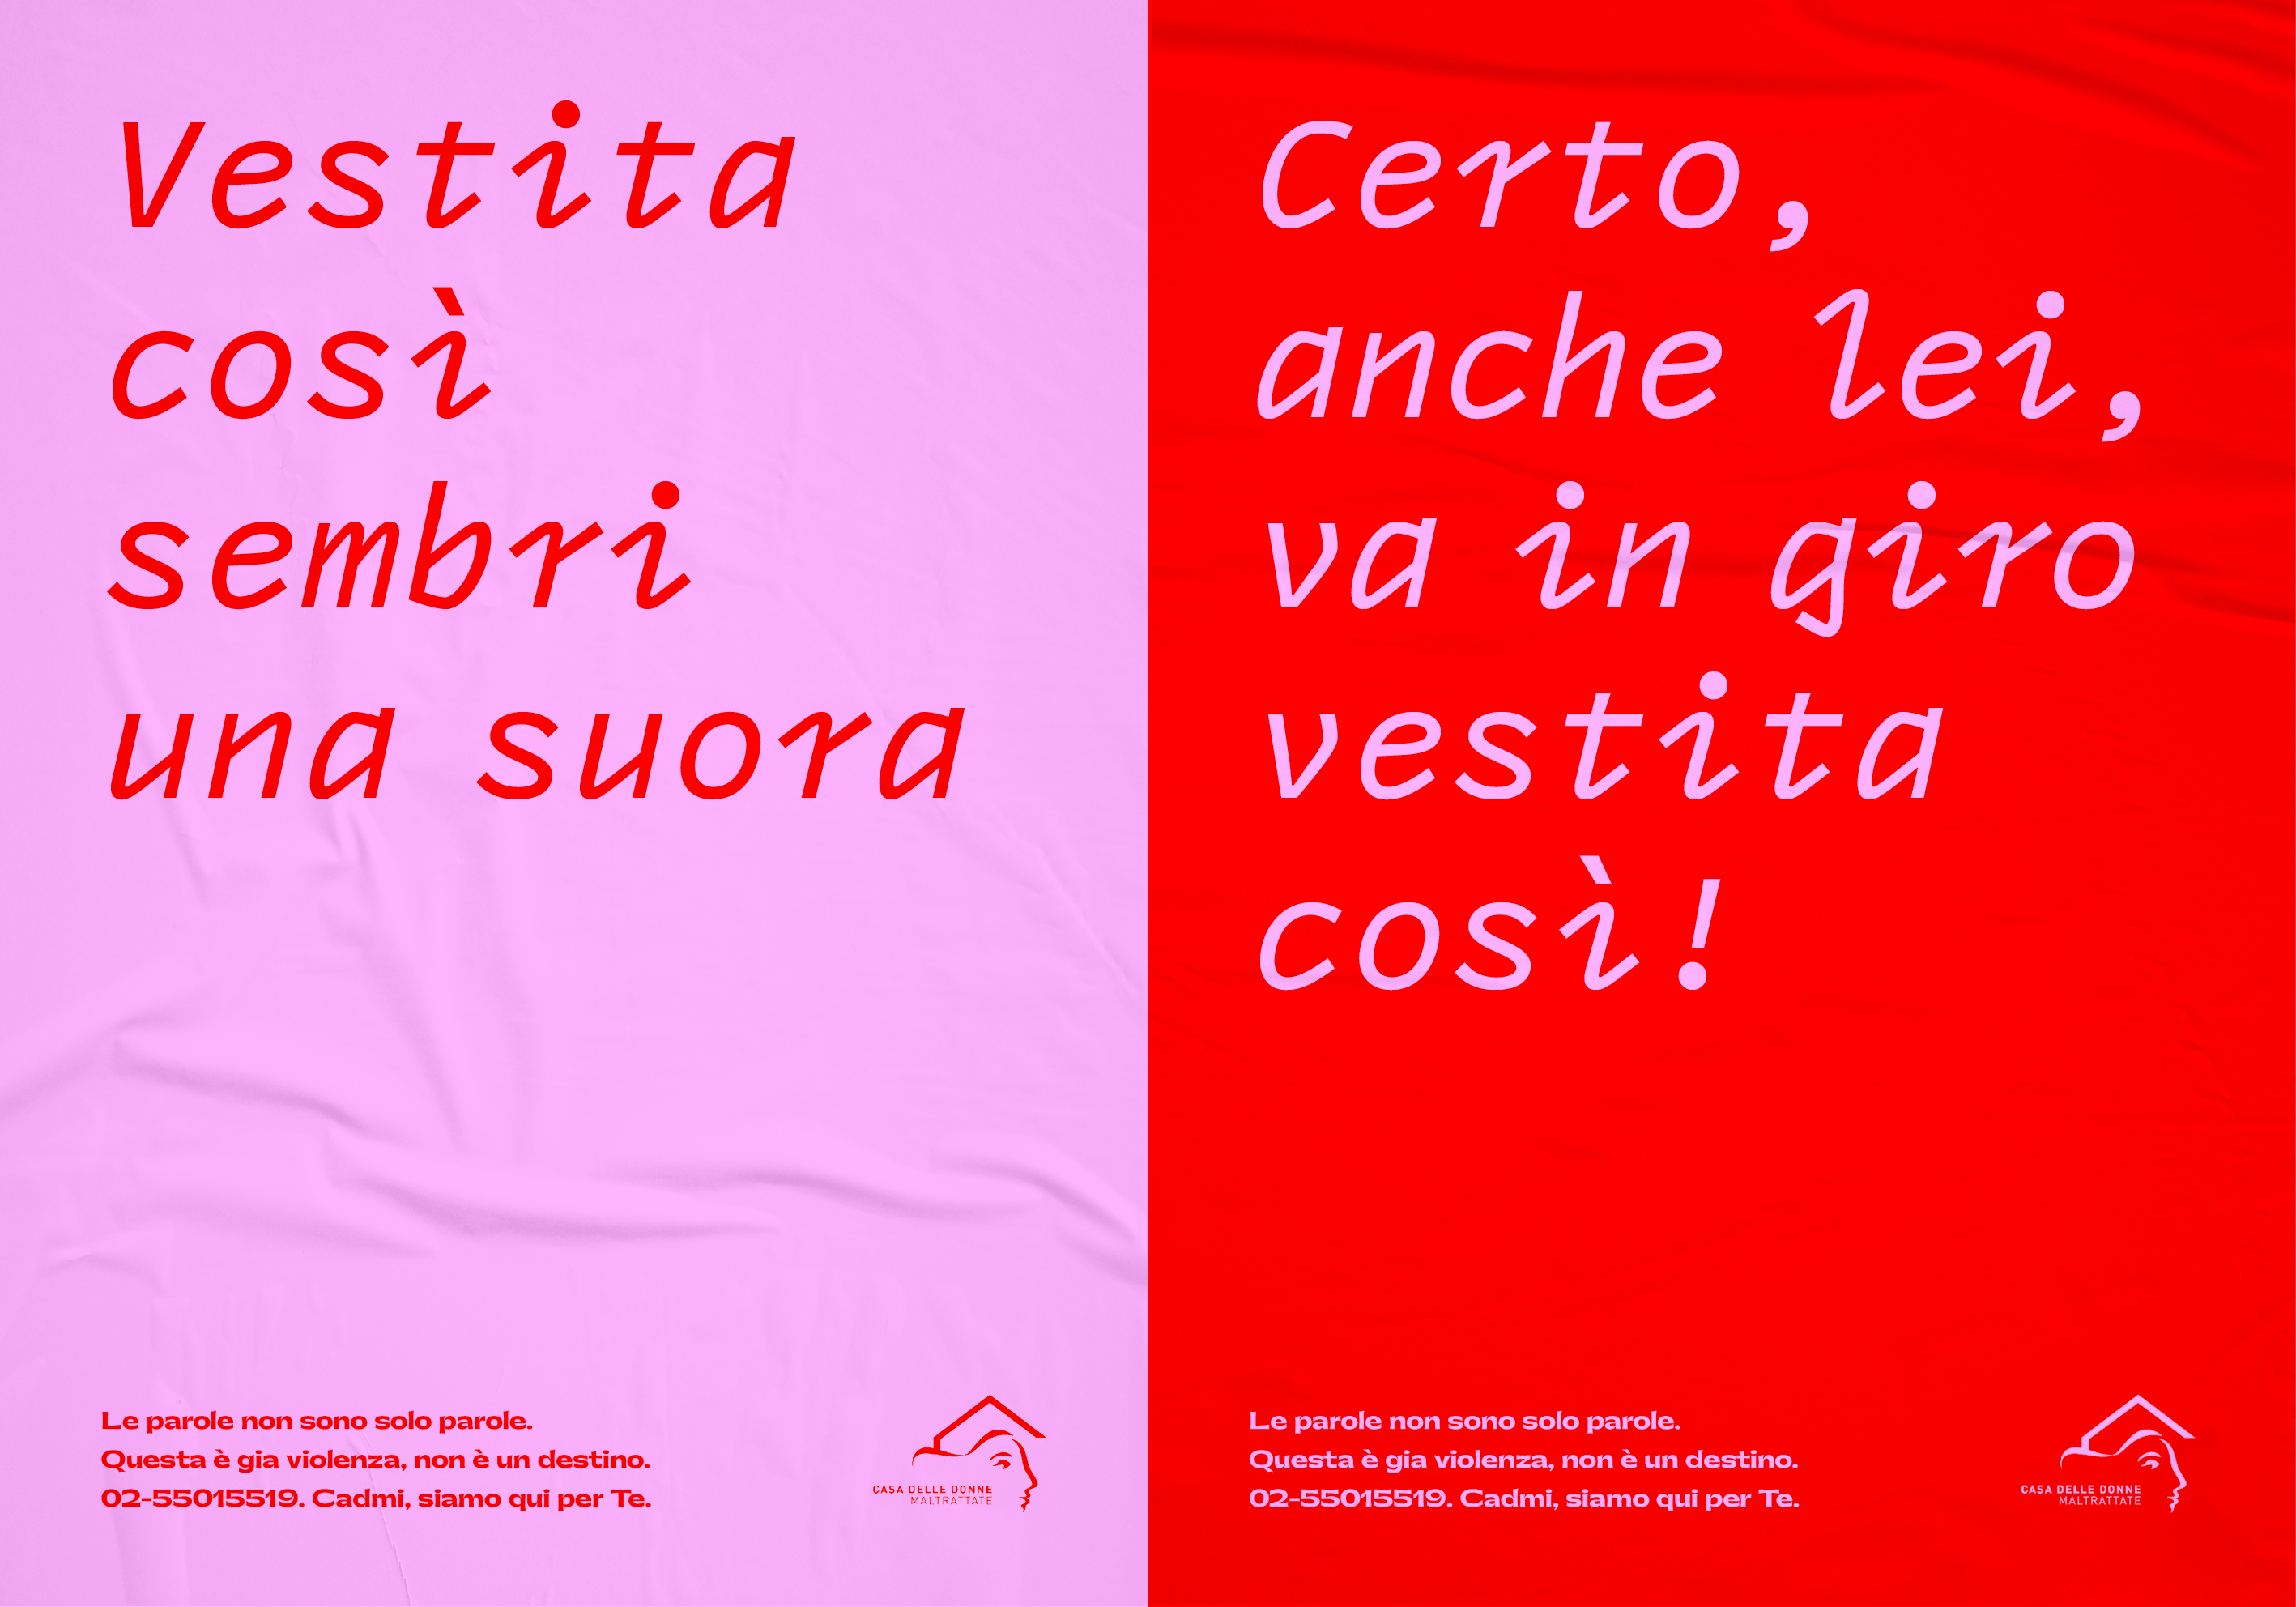 Vestita
così
sembri
una suora
Le parole non sono solo parole.
Questa è gia violenza, non è un destino.
02-55015519. Cadmi, siamo qui per Te.
CASA DELLE DONNE
MALTRATTATE
Certo,
anche lei,
va in giro
vestita
così!
Le parole non sono solo parole.
Questa è gia violenza, non è un destino.
02-55015519. Cadmi, siamo qui per Te.
CASA DELLE DONNE
MALTRATTATE